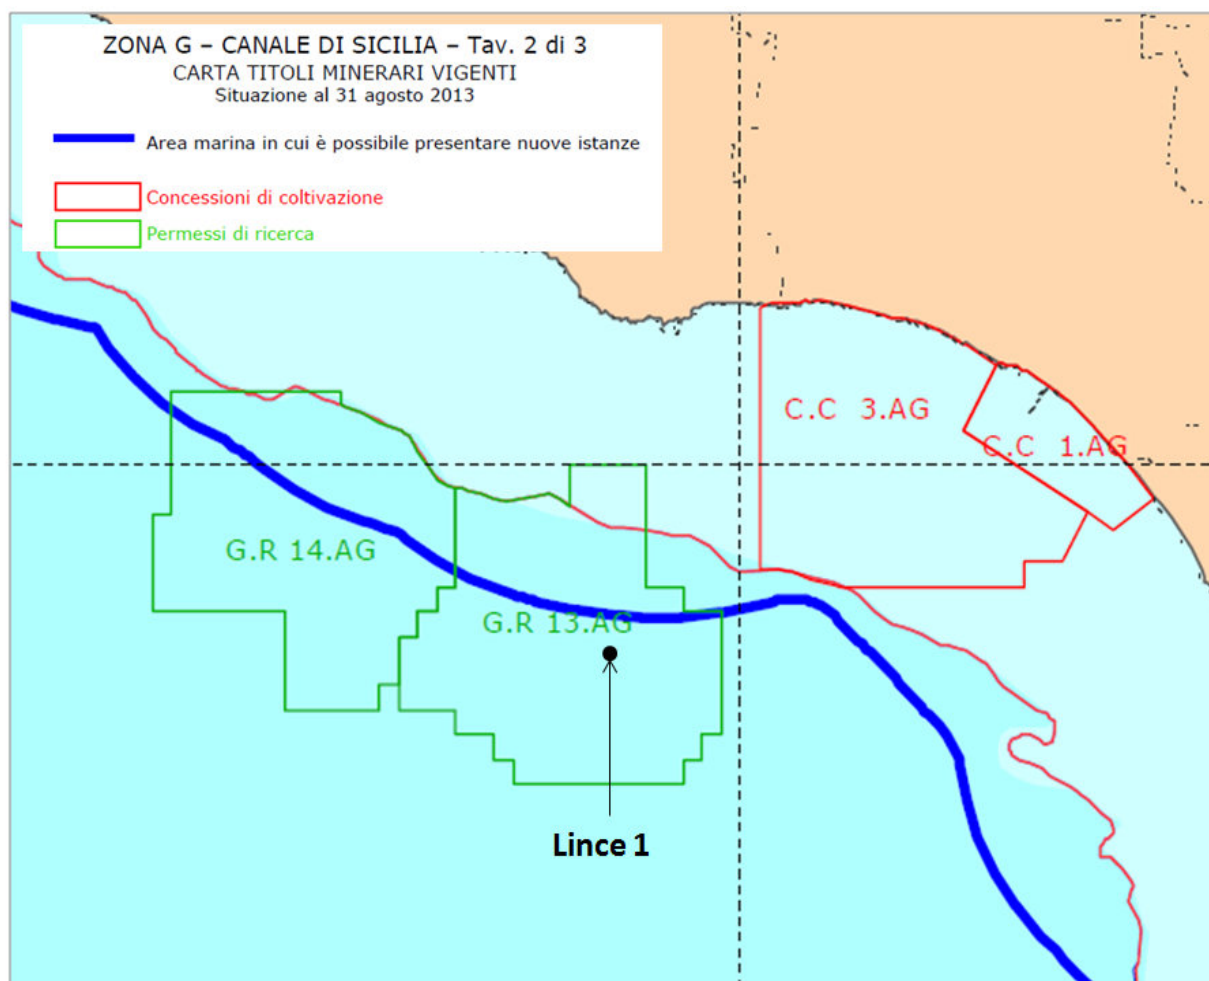 ZONA G – CANALE DI SICILIA – Tav. 2 di 3
CARTA TITOLI MINERARI VIGENTI
Situazione al 31 agosto 2013
Area marina in cui è possibile presentare nuove istanze
Concessioni di coltivazione
Permessi di ricerca
C.C 3.AG
C.C 1.AG
G.R 14.AG
G.R 13.AG
Lince 1